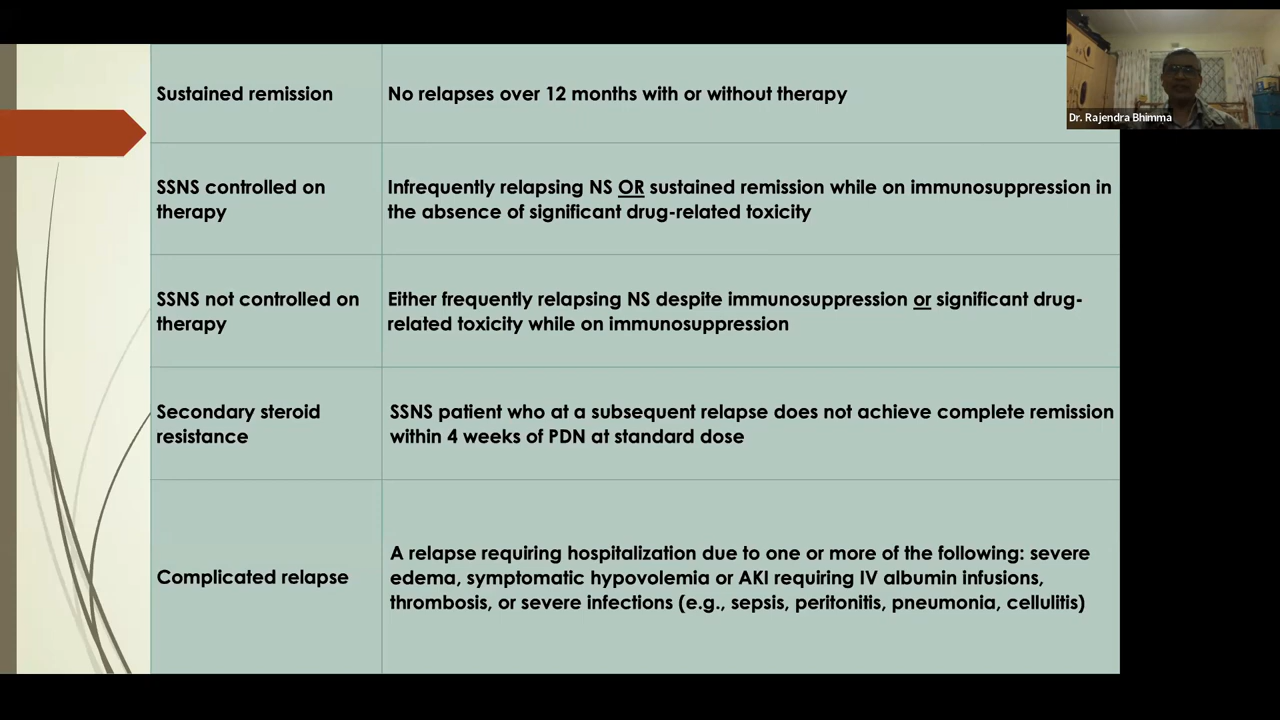 Dr. Rajendra Bhimma
Sustained remission
No relapses over 12 months with or without therapy
SSNS controlled on
therapy
Infrequently relapsing NS OR sustained remission while on immunosuppression in
the absence of significant drug-related toxicity
SSNS not controlled on
therapy
Either frequently relapsing NS despite immunosuppression or significant drug-
related toxicity while on immunosuppression
Secondary steroid
resistance
SSNS patient who at a subsequent relapse does not achieve complete remission
within 4 weeks of PDN at standard dose
Complicated relapse
A relapse requiring hospitalization due to one or more of the following: severe
edema, symptomatic hypovolemia or AKI requiring IV albumin infusions,
thrombosis, or severe infections (e.g., sepsis, peritonitis, pneumonia, cellulitis)